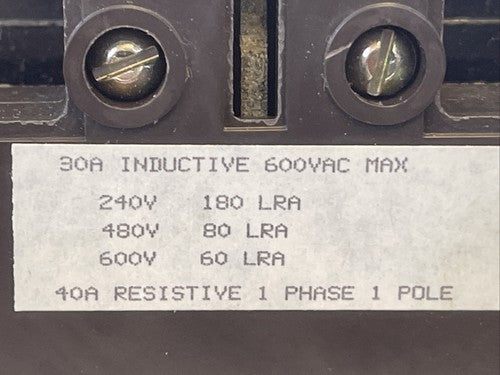 30A INDUCTIVE 600VAC MAX
240V 180 LRA
480V 80 LRA
600V 60 LRA
40A RESISTIVE 1 PHASE 1 POLE